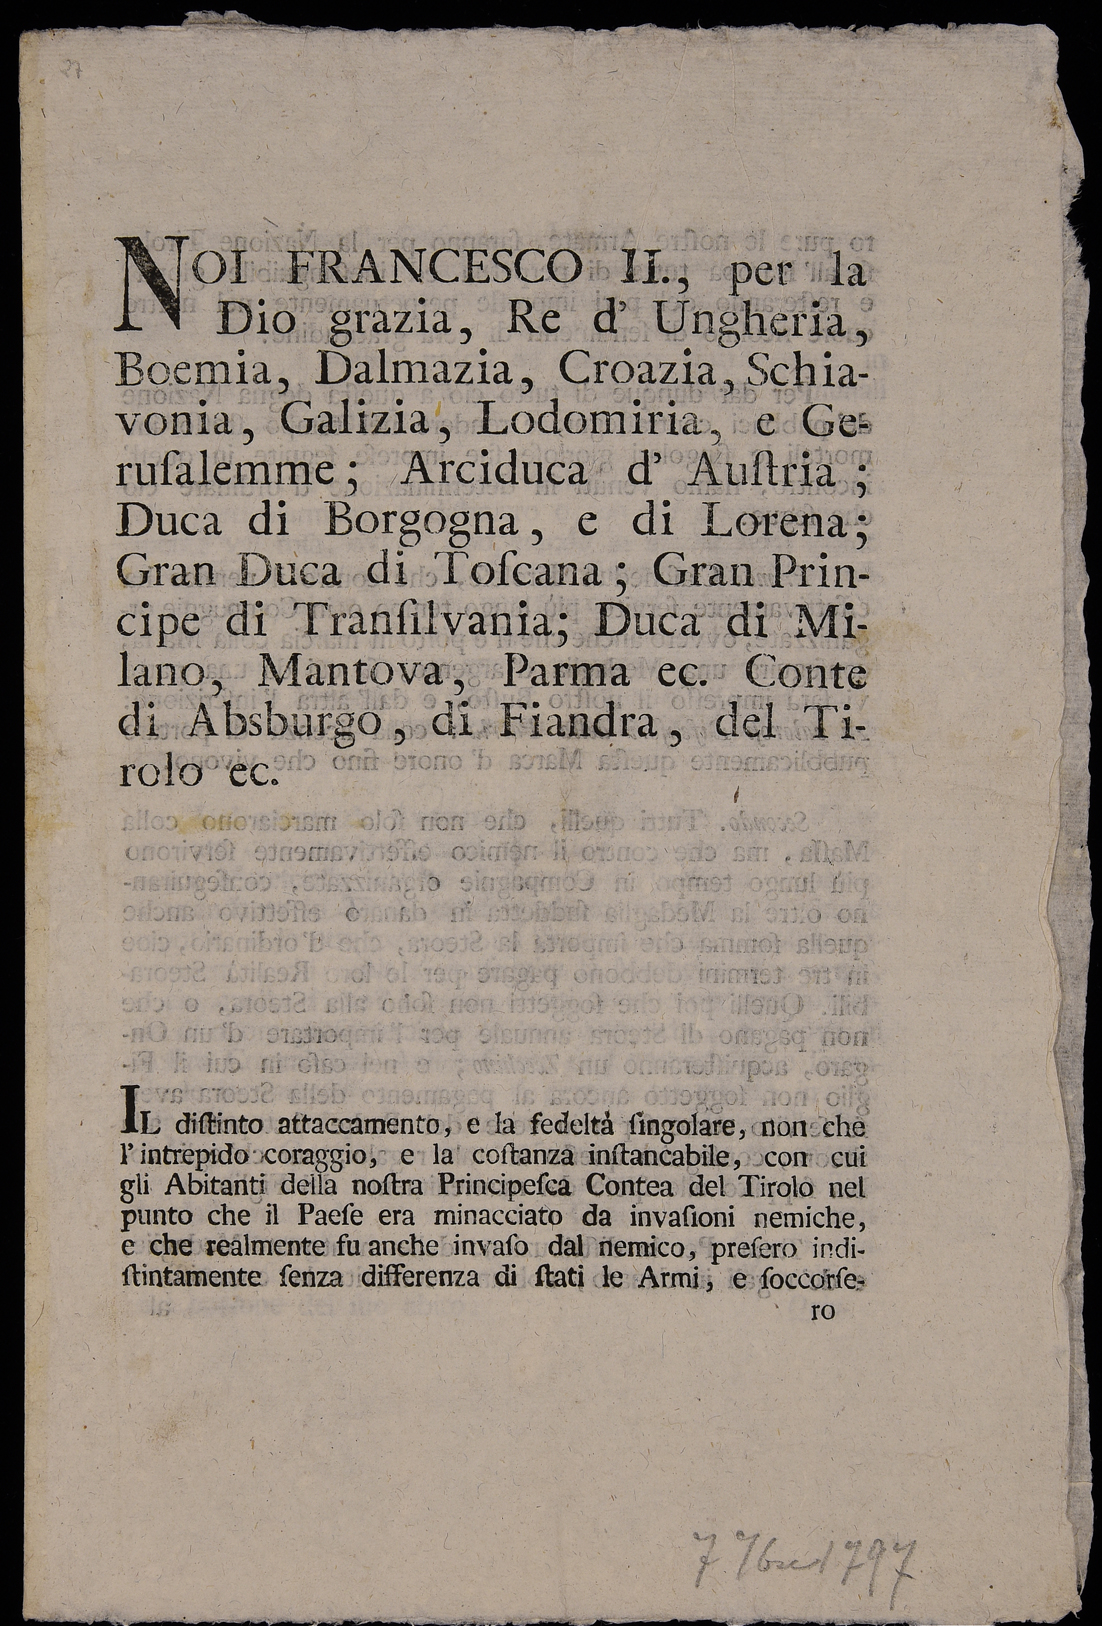 27
NOI FRANCESCO II., per la
Dio grazia, Re d' Ungheria,
Boemia, Dalmazia, Croazia, Schia-
vonia, Galizia, Lodomiria, e Ge-
ruſalemme; Arciduca d' Auſtria;
Duca di Borgogna, e di Lorena;
Gran Duca di Toſcana; Gran Prin-
cipe di Tranſilvania; Duca di Mi-
lano, Mantova, Parma ec. Conte
di Absburgo, di Fiandra, del Ti-
rolo ec.
IL diſtinto attaccamento, e la fedeltà ſingolare, non che
l' intrepido coraggio, e la coſtanza inſtancabile, con cui
gli Abitanti della noſtra Principeſca Contea del Tirolo nel
punto che il Paeſe era minacciato da invaſioni nemiche,
e che realmente fu anche invaſo dal nemico, preſero indi-
ſtintamente ſenza differenza di ſtati le Armi, e ſoccorſe-
ro
7 7bre 1797